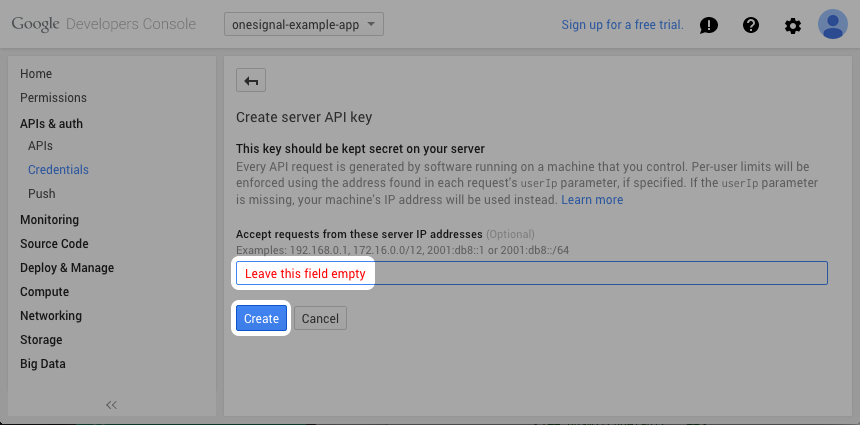 Google Developers Console
onesignal-example-app
Sign up for a free trial.
Home
Permissions
APIs & auth
APIs
Credentials
Push
Monitoring
Source Code
Deploy & Manage
Compute
Networking
Storage
Big Data
Create server API key
This key should be kept secret on your server
Every API request is generated by software running on a machine that you control. Per-user limits will be
enforced using the address found in each request's userIp parameter, if specified. If the userIp parameter
is missing, your machine's IP address will be used instead. Learn more
Accept requests from these server IP addresses (Optional)
Examples: 192.168.0.1, 172.16.0.0/12, 2001:db8::1 or 2001:db8::/64
Leave this field empty
Create Cancel